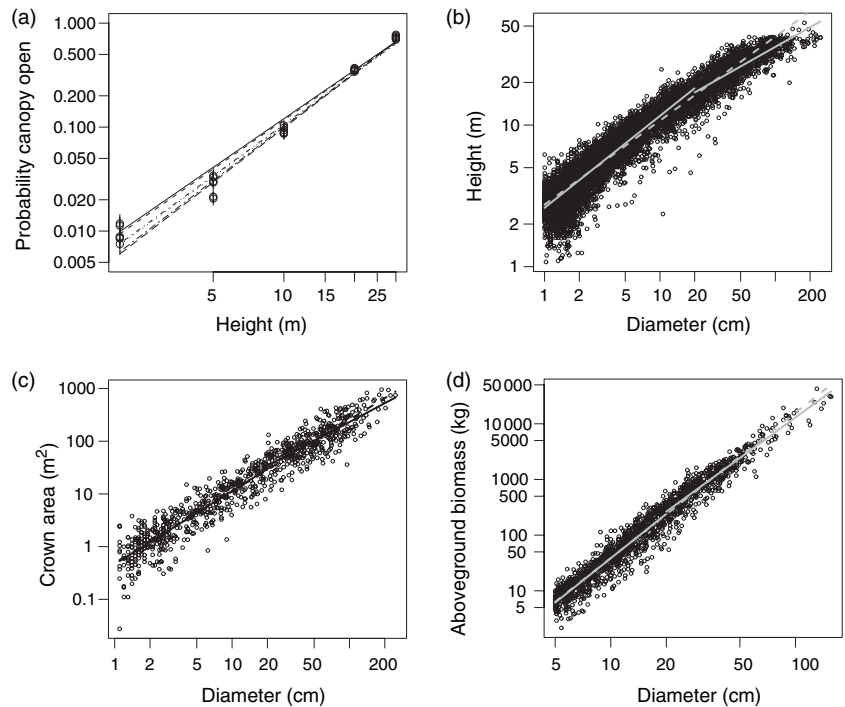 (a)
Probability canopy open
1.000
0.500
0.200
0.100
0.050
0.020
0.010
0.005
5 10 15 25
Height (m)
(b)
Height (m)
50
20
10
5
2
1
1 2 5 10 20 50 200
Diameter (cm)
(c)
Crown area (m²)
1000
100
10
1
0.1
1 2 5 10 20 50 200
Diameter (cm)
(d)
Aboveground biomass (kg)
50 000
10 000
5000
1000
500
100
50
10
5
5 10 20 50 100
Diameter (cm)